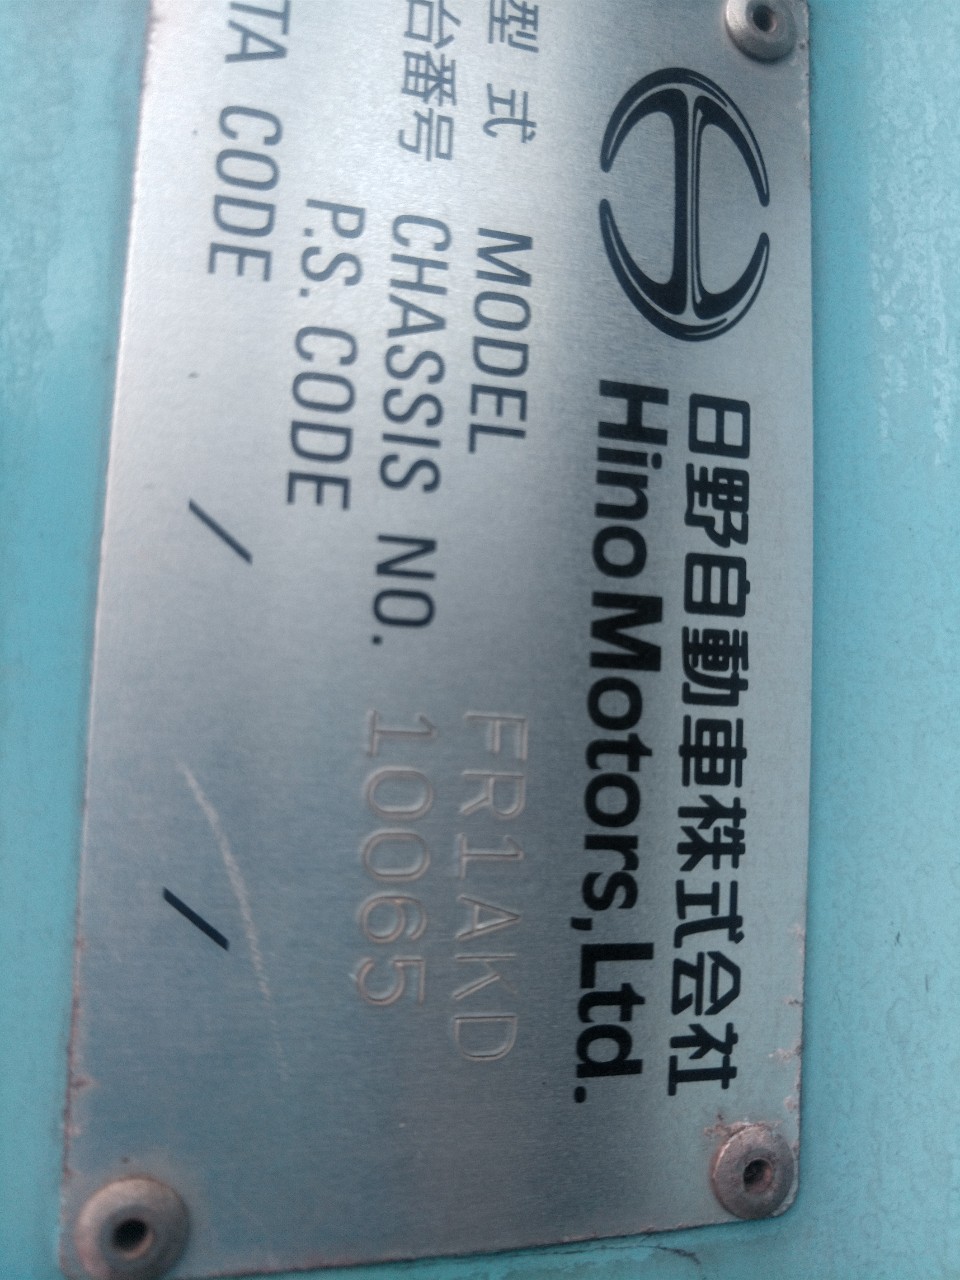 日野自動車株式会社
Hino Motors, Ltd.
型 式 MODEL FR1AKD
台番号 CHASSIS NO. 10065
P.S. CODE
TA CODE / /